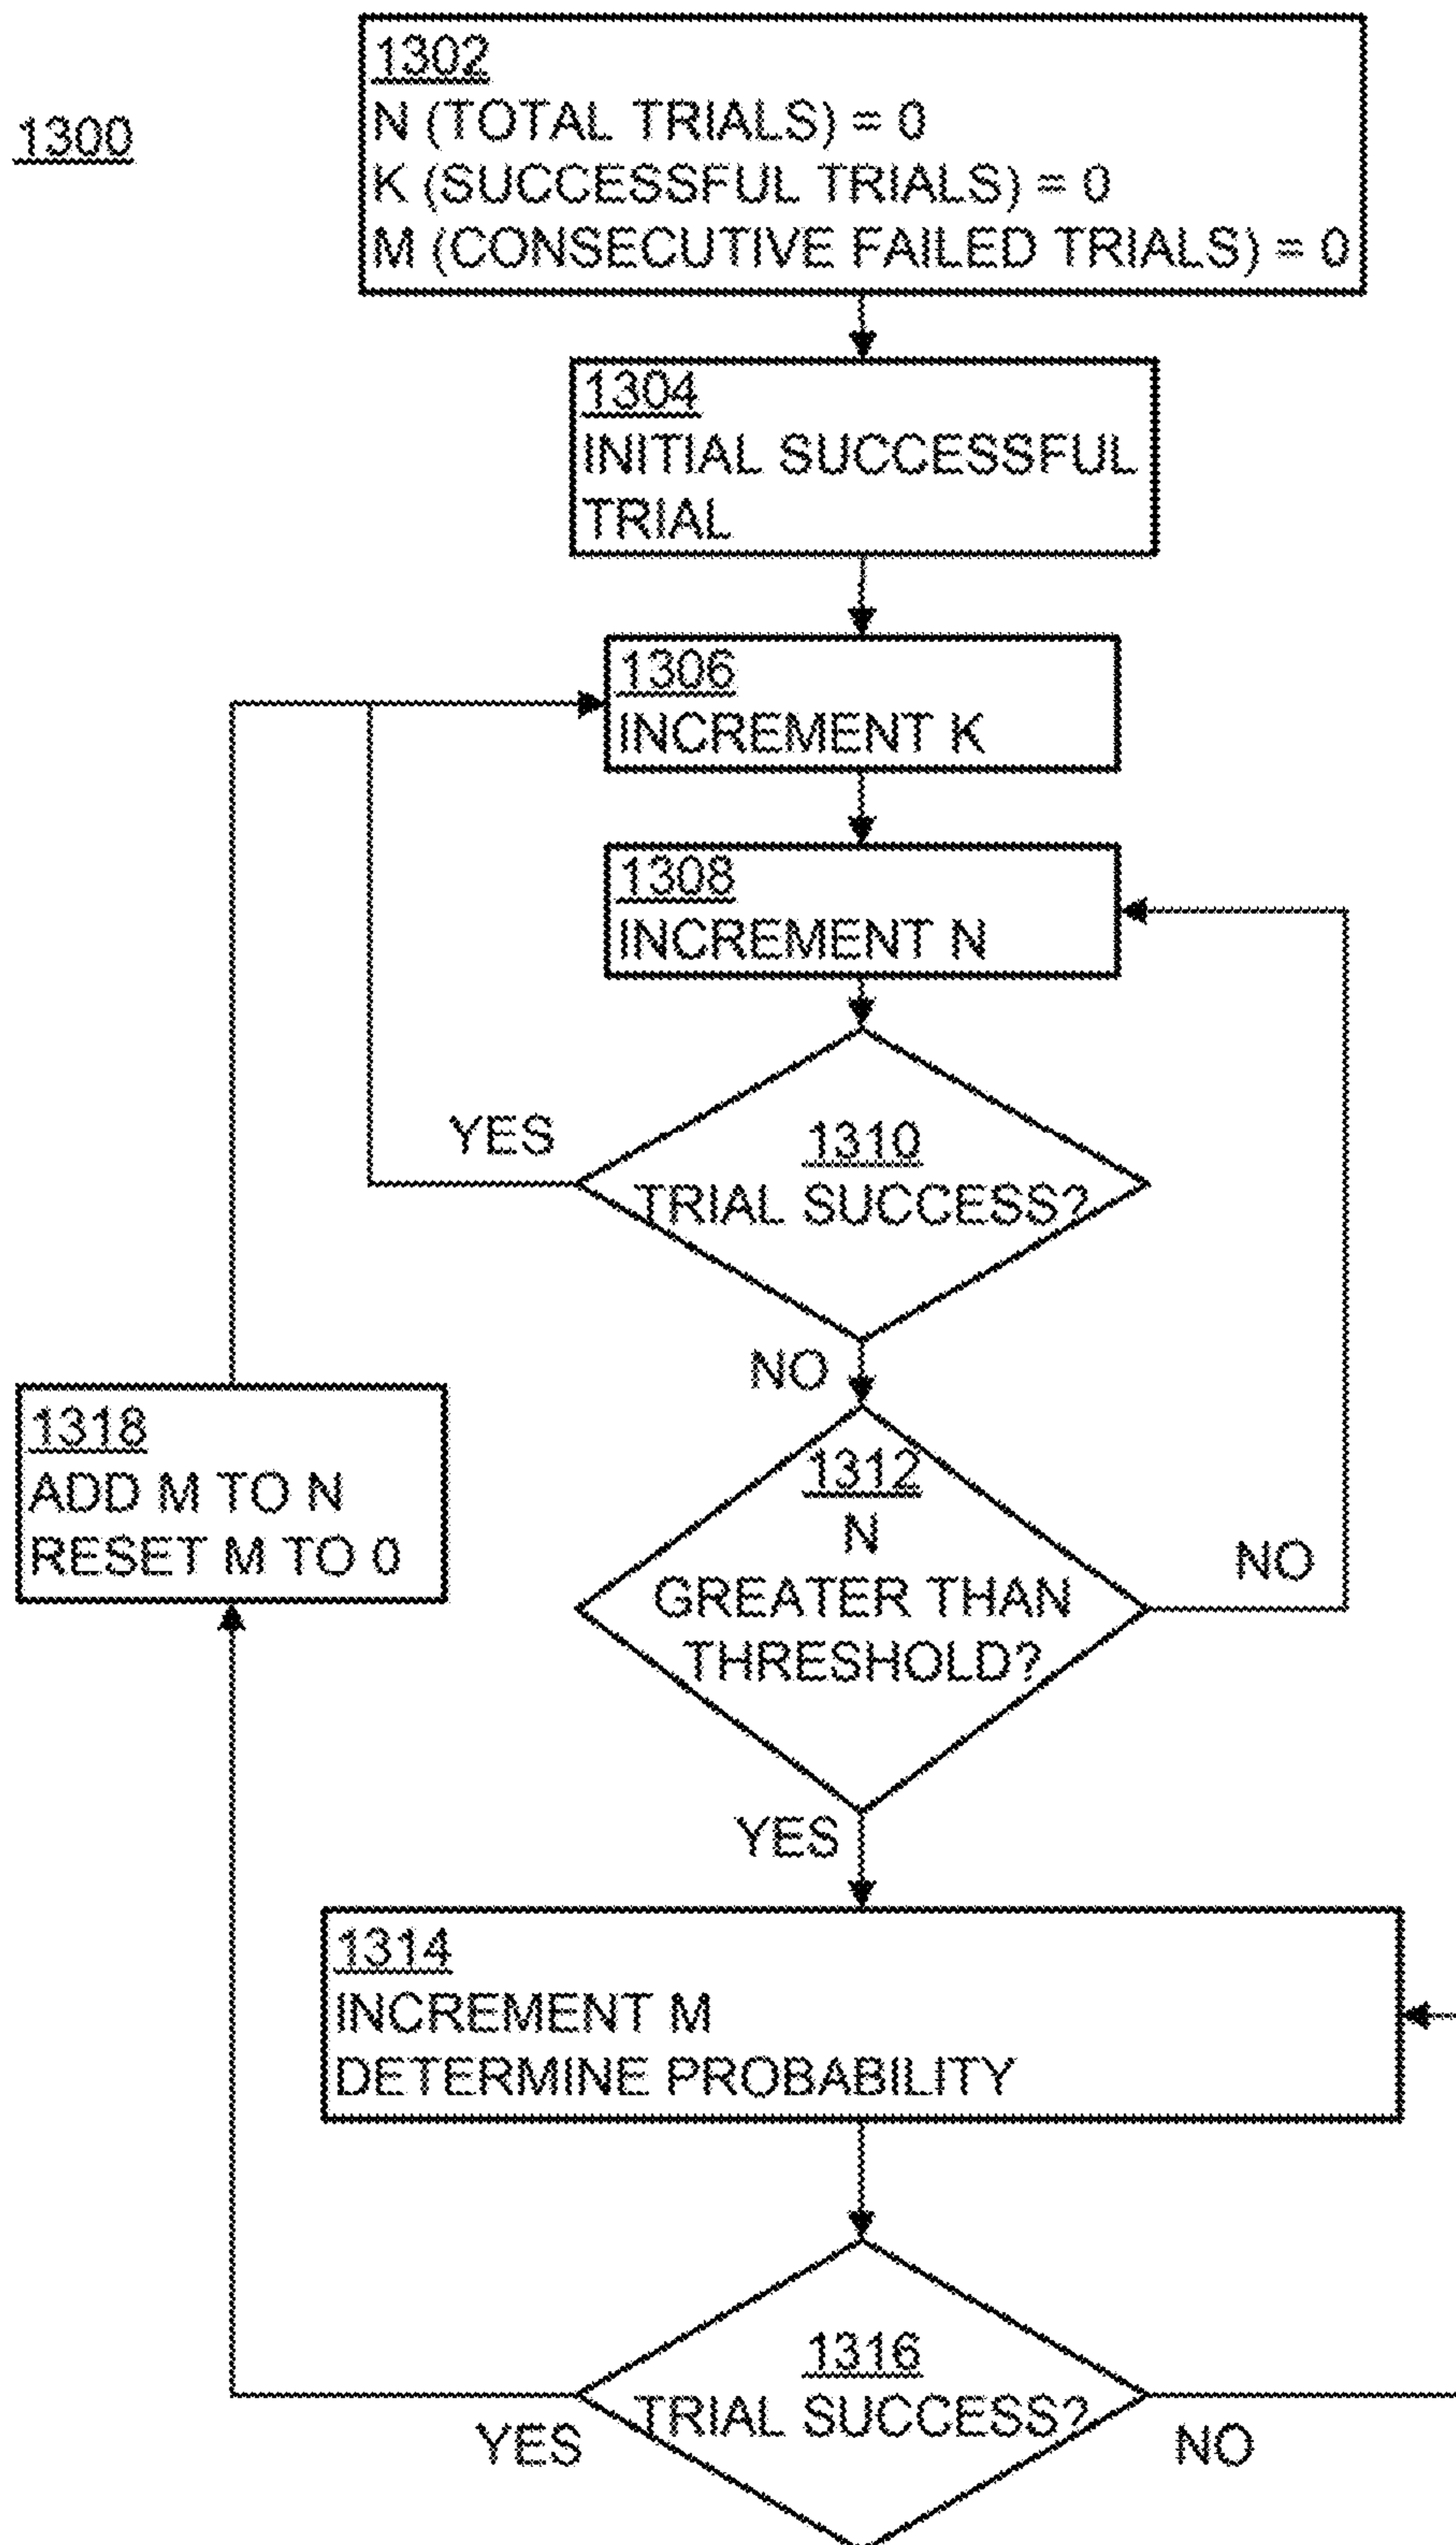 1300
1302
N (TOTAL TRIALS) = 0
K (SUCCESSFUL TRIALS) = 0
M (CONSECUTIVE FAILED TRIALS) = 0
1304
INITIAL SUCCESSFUL
TRIAL
1306
INCREMENT K
1308
INCREMENT N
YES
1310
TRIAL SUCCESS?
NO
1312
N
GREATER THAN
THRESHOLD?
NO
1318
ADD M TO N
RESET M TO 0
YES
1314
INCREMENT M
DETERMINE PROBABILITY
1316
TRIAL SUCCESS?
YES
NO